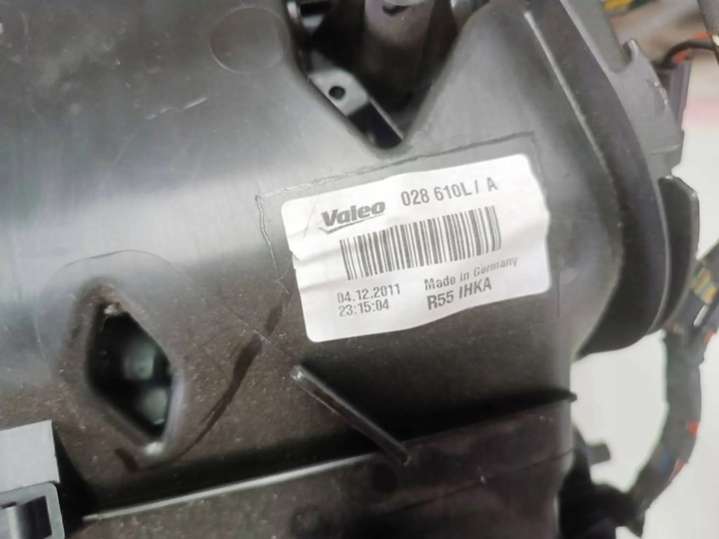 Valeo 028 610L / A
04.12.2011 Made in Germany
23:15:04 R55 IHKA